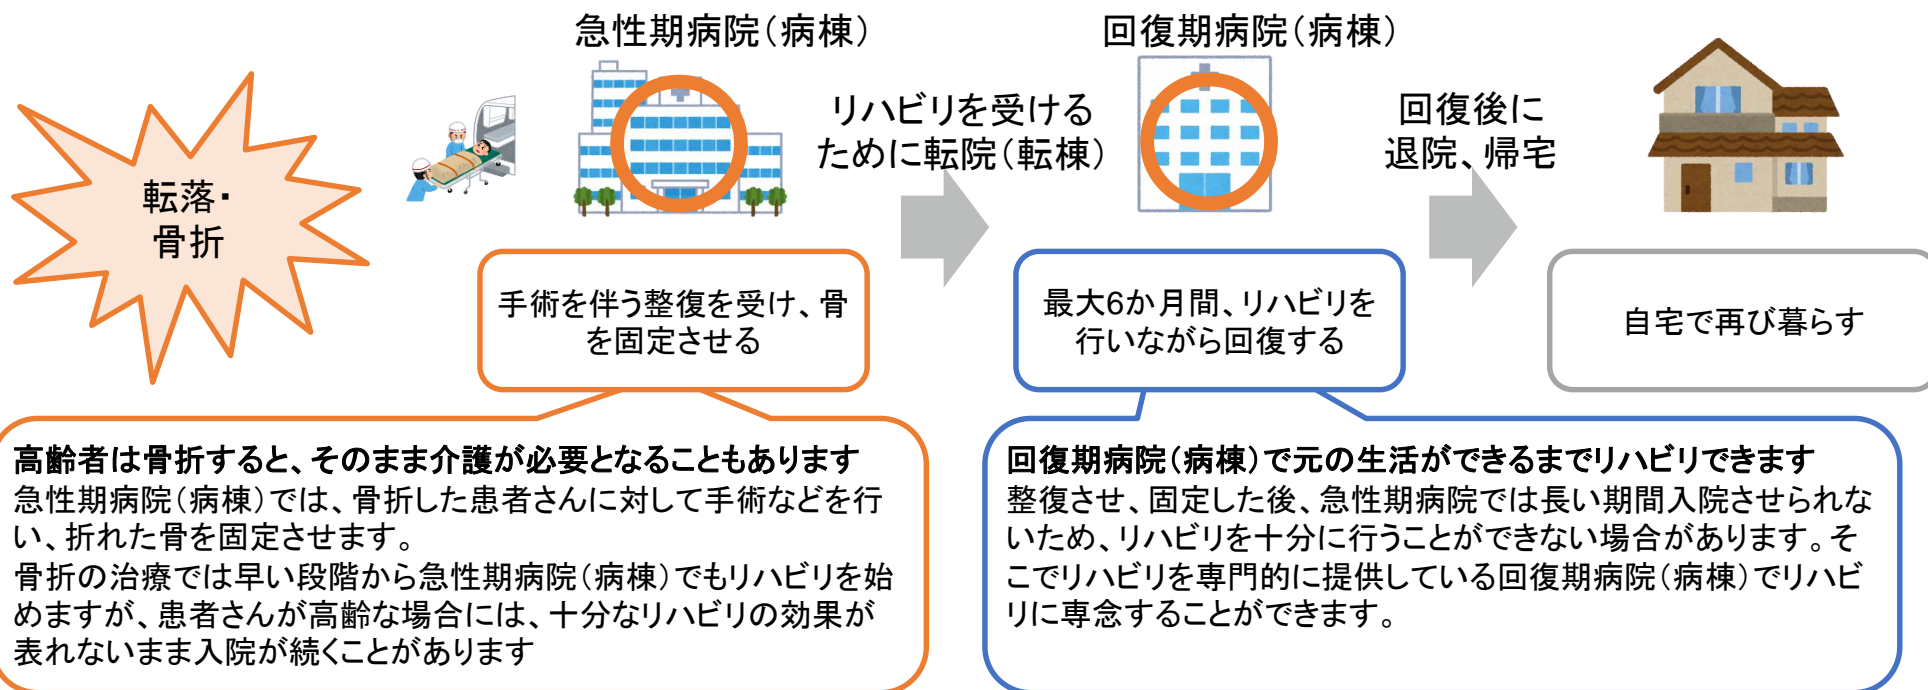 急性期病院（病棟）
回復期病院（病棟）
転落・
骨折
リハビリを受ける
ために転院（転棟）
回復後に
退院、帰宅
手術を伴う整復を受け、骨
を固定させる
最大6か月間、リハビリを
行いながら回復する
自宅で再び暮らす
高齢者は骨折すると、そのまま介護が必要となることもあります
急性期病院（病棟）では、骨折した患者さんに対して手術などを行
い、折れた骨を固定させます。
骨折の治療では早い段階から急性期病院（病棟）でもリハビリを始
めますが、患者さんが高齢な場合には、十分なリハビリの効果が
表れないまま入院が続くことがあります
回復期病院（病棟）で元の生活ができるまでリハビリできます
整復させ、固定した後、急性期病院では長い期間入院させられな
いため、リハビリを十分に行うことができない場合があります。そ
こでリハビリを専門的に提供している回復期病院（病棟）でリハビ
リに専念することができます。